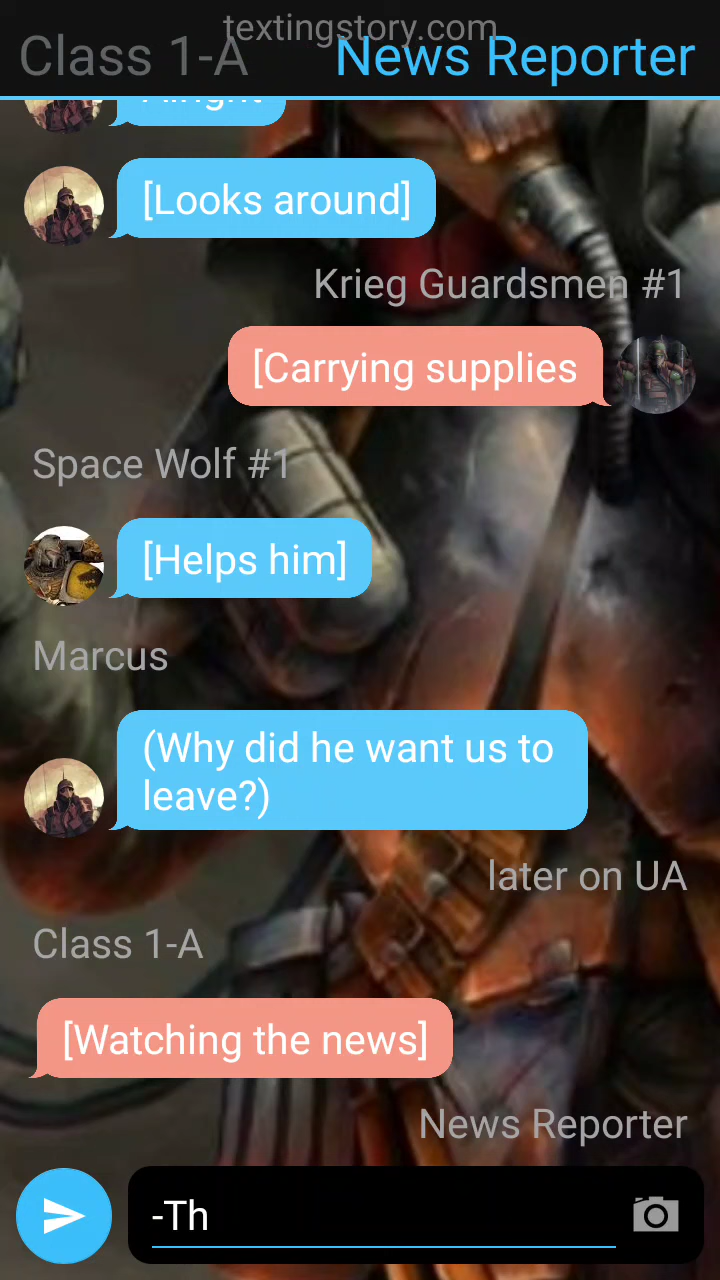 textingstory.com
Class 1-A
News Reporter
[Looks around]
Krieg Guardsmen #1
[Carrying supplies
Space Wolf #1
[Helps him]
Marcus
(Why did he want us to
leave?)
later on UA
Class 1-A
[Watching the news]
News Reporter
-Th